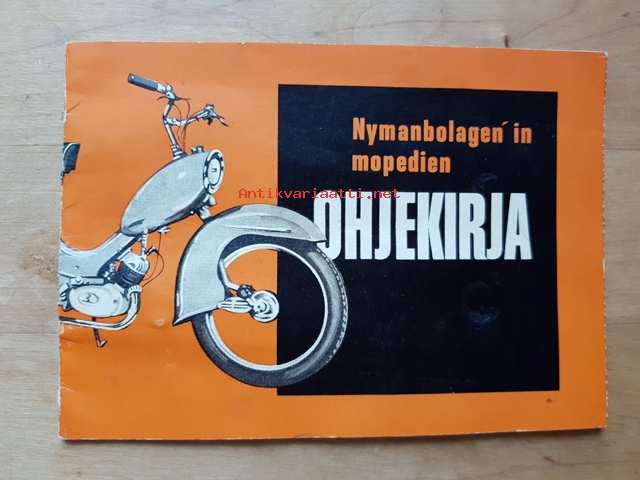 Nymanbolagen'in
mopedien
Antikvariaatti.net
OHJEKIRJA